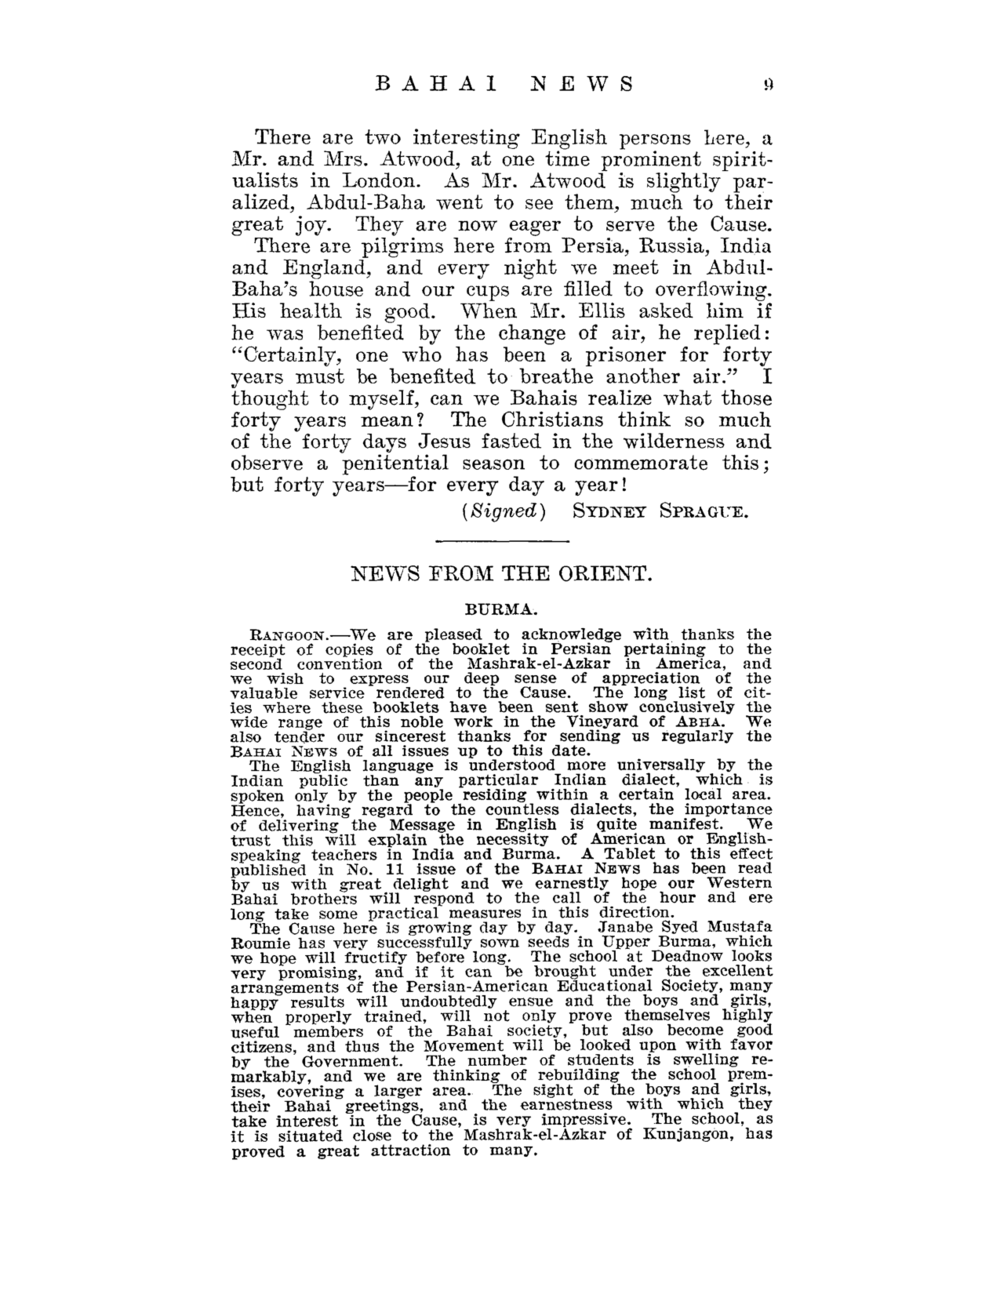 BAHAI NEWS 9
There are two interesting English persons here, a
Mr. and Mrs. Atwood, at one time prominent spirit-
ualists in London. As Mr. Atwood is slightly par-
alized, Abdul-Baha went to see them, much to their
great joy. They are now eager to serve the Cause.
There are pilgrims here from Persia, Russia, India
and England, and every night we meet in Abdul-
Baha's house and our cups are filled to overflowing.
His health is good. When Mr. Ellis asked him if
he was benefited by the change of air, he replied:
“Certainly, one who has been a prisoner for forty
years must be benefited to breathe another air.” I
thought to myself, can we Bahais realize what those
forty years mean? The Christians think so much
of the forty days Jesus fasted in the wilderness and
observe a penitential season to commemorate this;
but forty years—for every day a year!
(Signed) SYDNEY SPRAGUE.
NEWS FROM THE ORIENT.
BURMA.
RANGOON.—We are pleased to acknowledge with thanks the
receipt of copies of the booklet in Persian pertaining to the
second convention of the Mashrak-el-Azkar in America, and
we wish to express our deep sense of appreciation of the
valuable service rendered to the Cause. The long list of cit-
ies where these booklets have been sent show conclusively the
wide range of this noble work in the Vineyard of ABHA. We
also tender our sincerest thanks for sending us regularly the
BAHAI NEWS of all issues up to this date.
The English language is understood more universally by the
Indian public than any particular Indian dialect, which is
spoken only by the people residing within a certain local area.
Hence, having regard to the countless dialects, the importance
of delivering the Message in English is quite manifest. We
trust this will explain the necessity of American or English-
speaking teachers in India and Burma. A Tablet to this effect
published in No. 11 issue of the BAHAI NEWS has been read
by us with great delight and we earnestly hope our Western
Bahai brothers will respond to the call of the hour and ere
long take some practical measures in this direction.
The Cause here is growing day by day. Janabe Syed Mustafa
Roumie has very successfully sown seeds in Upper Burma, which
we hope will fructify before long. The school at Deadnow looks
very promising, and if it can be brought under the excellent
arrangements of the Persian-American Educational Society, many
happy results will undoubtedly ensue and the boys and girls,
when properly trained, will not only prove themselves highly
useful members of the Bahai society, but also become good
citizens, and thus the Movement will be looked upon with favor
by the Government. The number of students is swelling re-
markably, and we are thinking of rebuilding the school prem-
ises, covering a larger area. The sight of the boys and girls,
their Bahai greetings, and the earnestness with which they
take interest in the Cause, is very impressive. The school, as
it is situated close to the Mashrak-el-Azkar of Kunjangon, has
proved a great attraction to many.